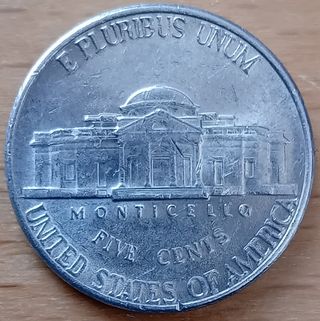 E PLURIBUS UNUM
MONTICELLO
FIVE CENTS
UNITED STATES OF AMERICA